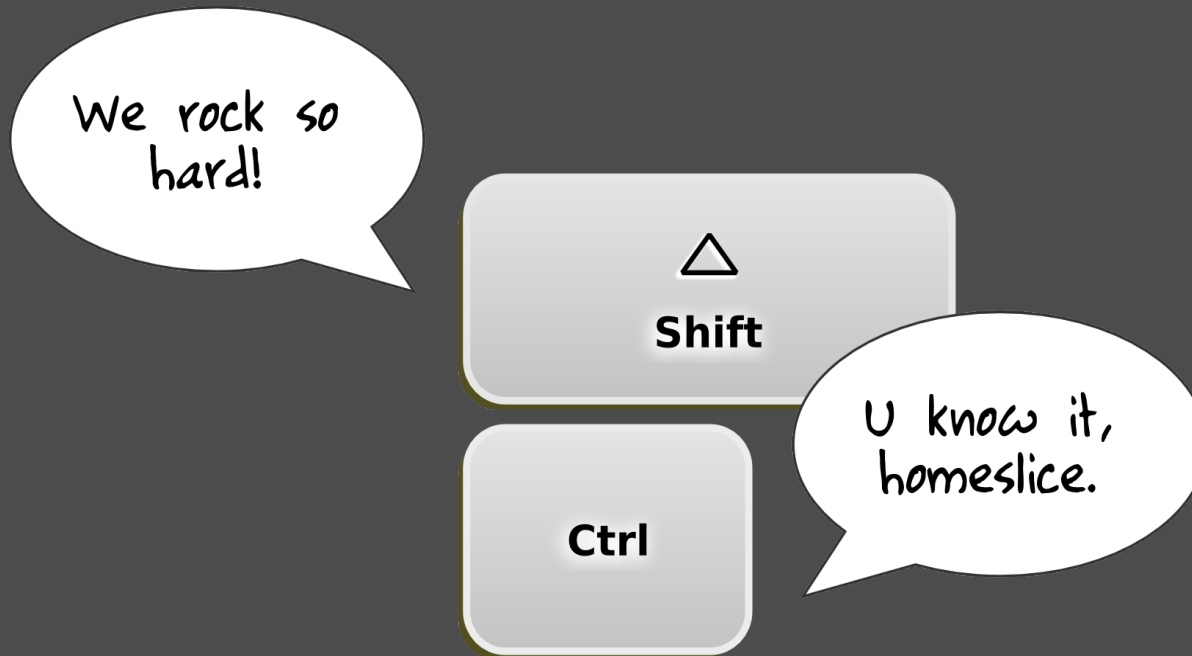 We rock so
hard!
Shift
U know it,
homeslice.
Ctrl